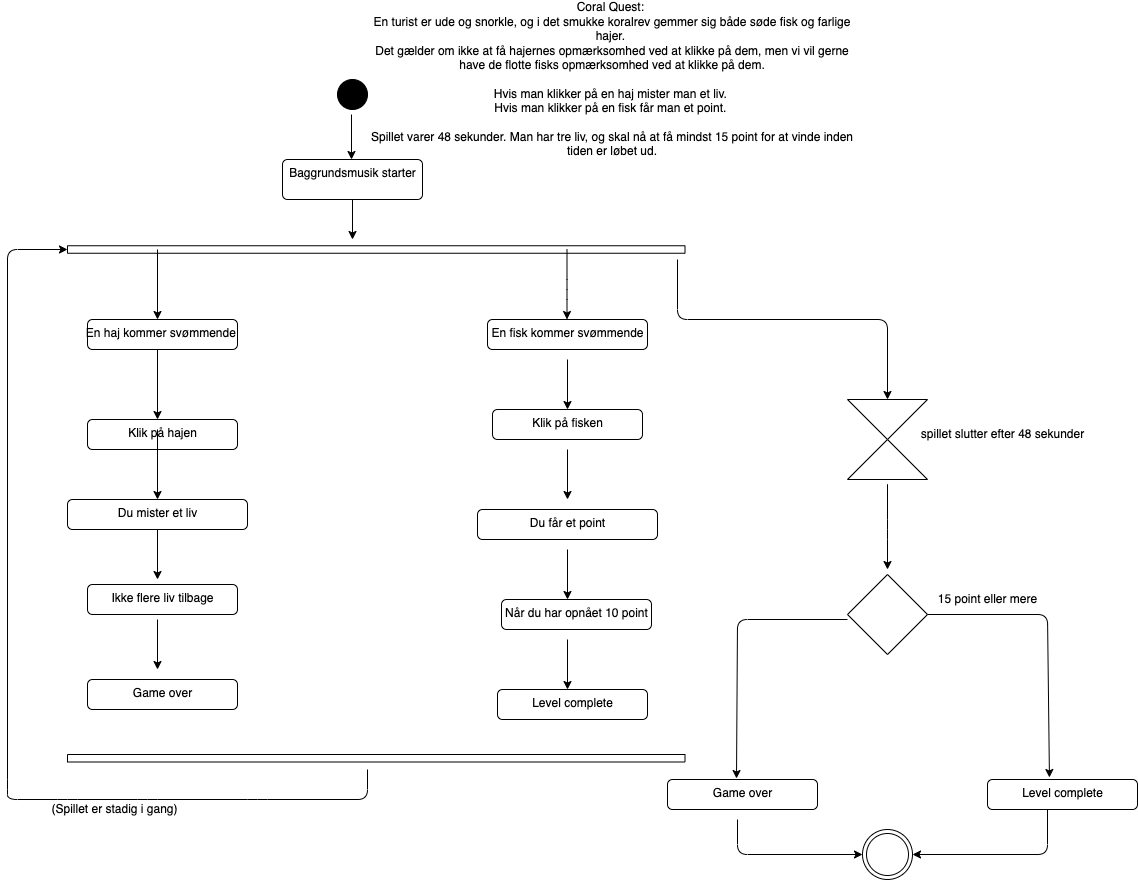 Coral Quest:
En turist er ude og snorkle, og i det smukke koralrev gemmer sig både søde fisk og farlige
hajer.
Det gælder om ikke at få hajernes opmærksomhed ved at klikke på dem, men vi vil gerne
have de flotte fisks opmærksomhed ved at klikke på dem.
Hvis man klikker på en haj mister man et liv.
Hvis man klikker på en fisk får man et point.
Spillet varer 48 sekunder. Man har tre liv, og skal nå at få mindst 15 point for at vinde inden
tiden er løbet ud.
Baggrundsmusik starter
En haj kommer svømmende
Klik på hajen
Du mister et liv
Ikke flere liv tilbage
Game over
En fisk kommer svømmende
Klik på fisken
Du får et point
Når du har opnået 10 point
Level complete
spillet slutter efter 48 sekunder
15 point eller mere
Game over
Level complete
(Spillet er stadig i gang)